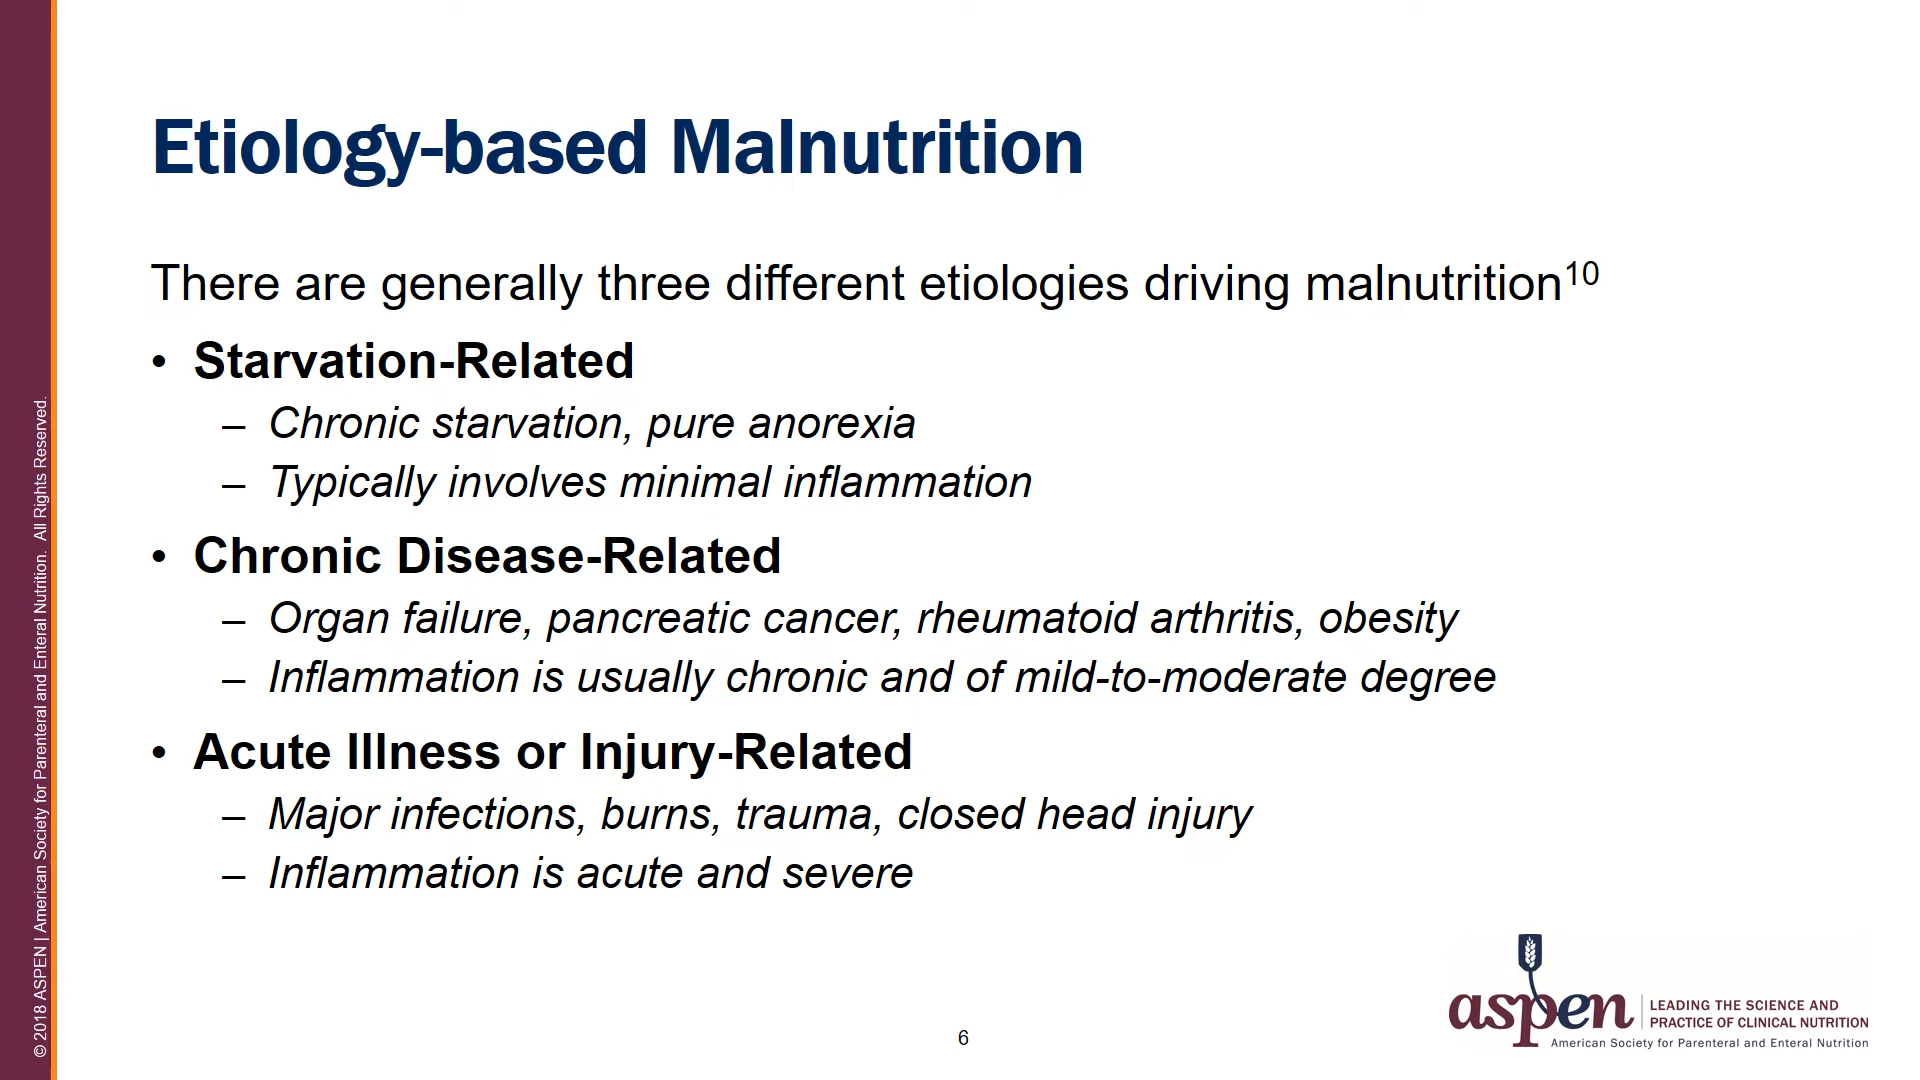 Etiology-based Malnutrition
There are generally three different etiologies driving malnutrition10
• Starvation-Related
– Chronic starvation, pure anorexia
– Typically involves minimal inflammation
• Chronic Disease-Related
– Organ failure, pancreatic cancer, rheumatoid arthritis, obesity
– Inflammation is usually chronic and of mild-to-moderate degree
• Acute Illness or Injury-Related
– Major infections, burns, trauma, closed head injury
– Inflammation is acute and severe
© 2018 ASPEN | American Society for Parenteral and Enteral Nutrition. All Rights Reserved.
6
aspen
LEADING THE SCIENCE AND
PRACTICE OF CLINICAL NUTRITION
American Society for Parenteral and Enteral Nutrition